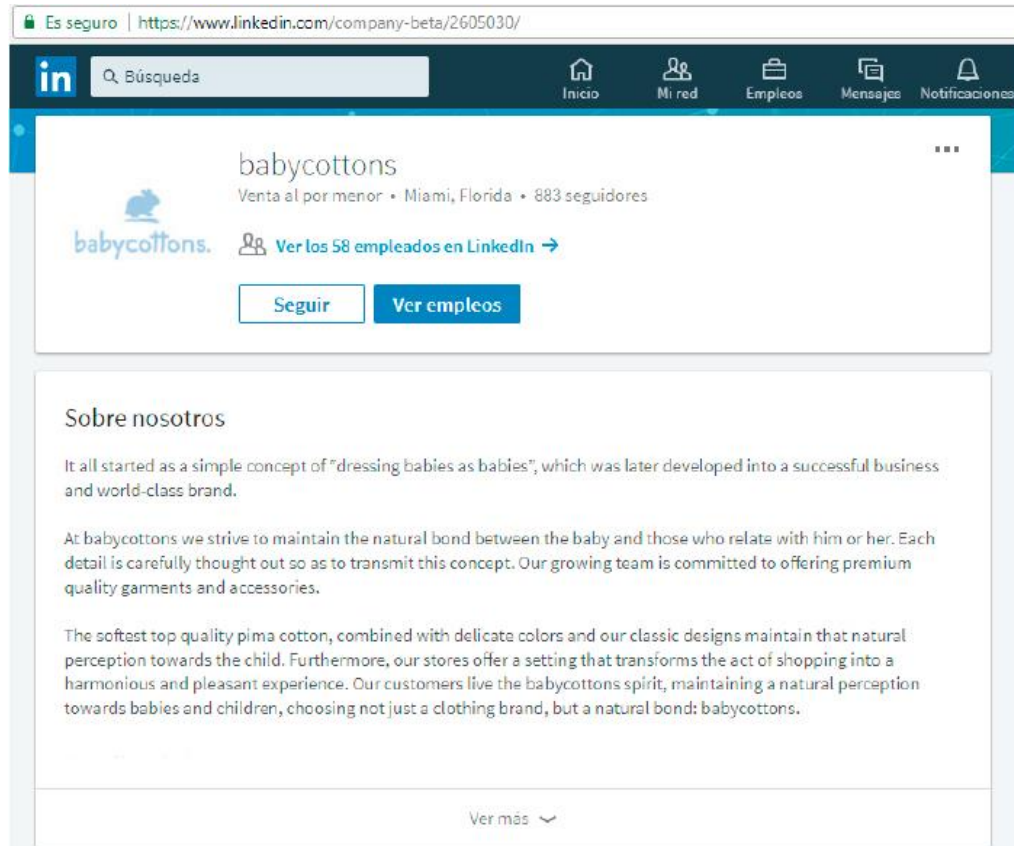 Es seguro | https://www.linkedin.com/company-beta/2605030/
in Búsqueda
Inicio Mi red Empleos Mensajes Notificaciones
babycottons
Venta al por menor • Miami, Florida • 883 seguidores
babycottons.
Ver los 58 empleados en LinkedIn →
Seguir Ver empleos
Sobre nosotros
It all started as a simple concept of "dressing babies as babies", which was later developed into a successful business
and world-class brand.
At babycottons we strive to maintain the natural bond between the baby and those who relate with him or her. Each
detail is carefully thought out so as to transmit this concept. Our growing team is committed to offering premium
quality garments and accessories.
The softest top quality pima cotton, combined with delicate colors and our classic designs maintain that natural
perception towards the child. Furthermore, our stores offer a setting that transforms the act of shopping into a
harmonious and pleasant experience. Our customers live the babycottons spirit, maintaining a natural perception
towards babies and children, choosing not just a clothing brand, but a natural bond: babycottons.
Ver más